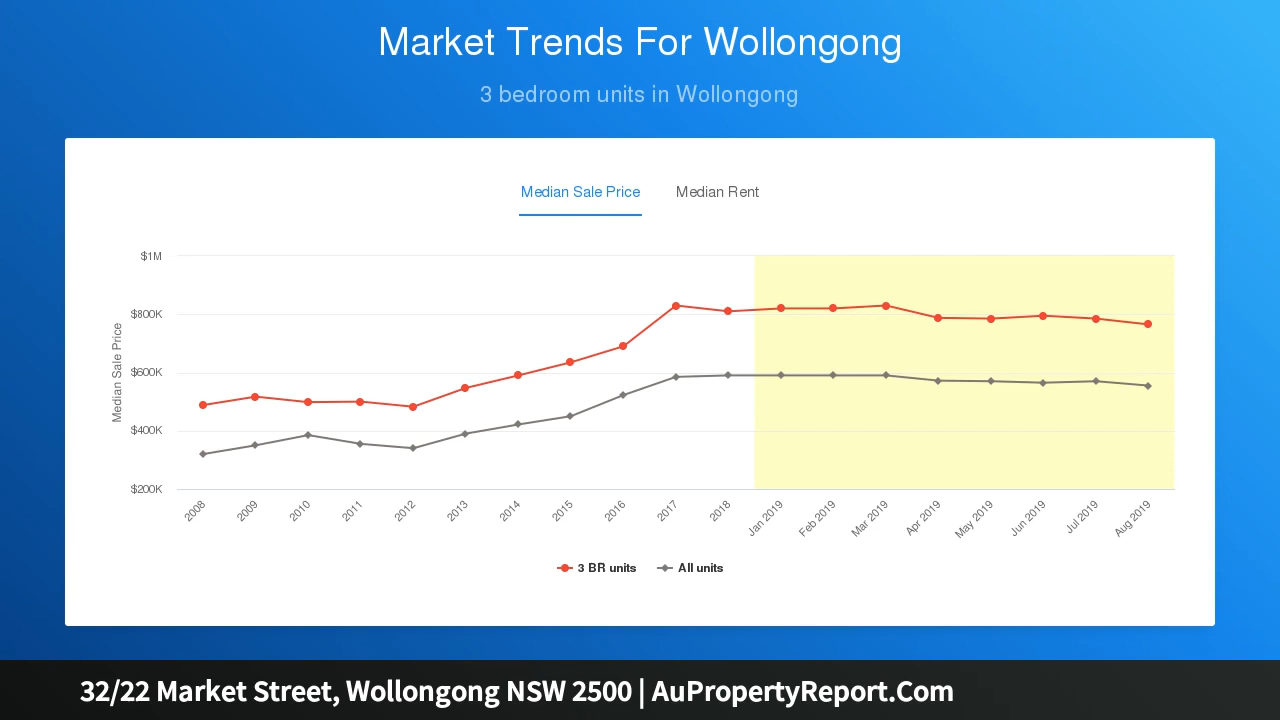 Market Trends For Wollongong
3 bedroom units in Wollongong
Median Sale Price Median Rent
Median Sale Price
$1M
$800K
$600K
$400K
$200K
2008 2009 2010 2011 2012 2013 2014 2015 2016 2017 2018 Jan 2019 Feb 2019 Mar 2019 Apr 2019 May 2019 Jun 2019 Jul 2019 Aug 2019
3 BR units All units
32/22 Market Street, Wollongong NSW 2500 | AuPropertyReport.Com